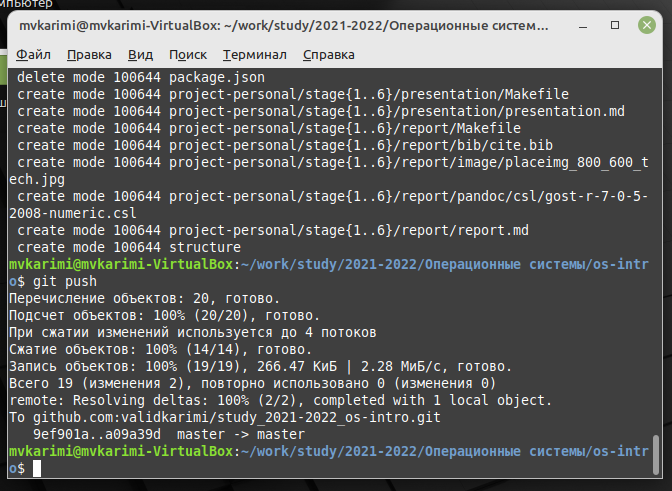 мпьютер
mvkarimi@mvkarimi-VirtualBox: ~/work/study/2021-2022/Операционные систем...
Файл Правка Вид Поиск Терминал Справка
delete mode 100644 package.json
create mode 100644 project-personal/stage{1..6}/presentation/Makefile
create mode 100644 project-personal/stage{1..6}/presentation/presentation.md
create mode 100644 project-personal/stage{1..6}/report/Makefile
create mode 100644 project-personal/stage{1..6}/report/bib/cite.bib
create mode 100644 project-personal/stage{1..6}/report/image/placeimg_800_600_t
ech.jpg
create mode 100644 project-personal/stage{1..6}/report/pandoc/csl/gost-r-7-0-5-
2008-numeric.csl
create mode 100644 project-personal/stage{1..6}/report/report.md
create mode 100644 structure
mvkarimi@mvkarimi-VirtualBox:~/work/study/2021-2022/Операционные системы/os-intr
o$ git push
Перечисление объектов: 20, готово.
Подсчет объектов: 100% (20/20), готово.
При сжатии изменений используется до 4 потоков
Сжатие объектов: 100% (14/14), готово.
Запись объектов: 100% (19/19), 266.47 КиБ | 2.28 МиБ/с, готово.
Всего 19 (изменения 2), повторно использовано 0 (изменения 0)
remote: Resolving deltas: 100% (2/2), completed with 1 local object.
To github.com:validkarimi/study_2021-2022_os-intro.git
9ef901a..a09a39d  master -> master
mvkarimi@mvkarimi-VirtualBox:~/work/study/2021-2022/Операционные системы/os-intr
o$